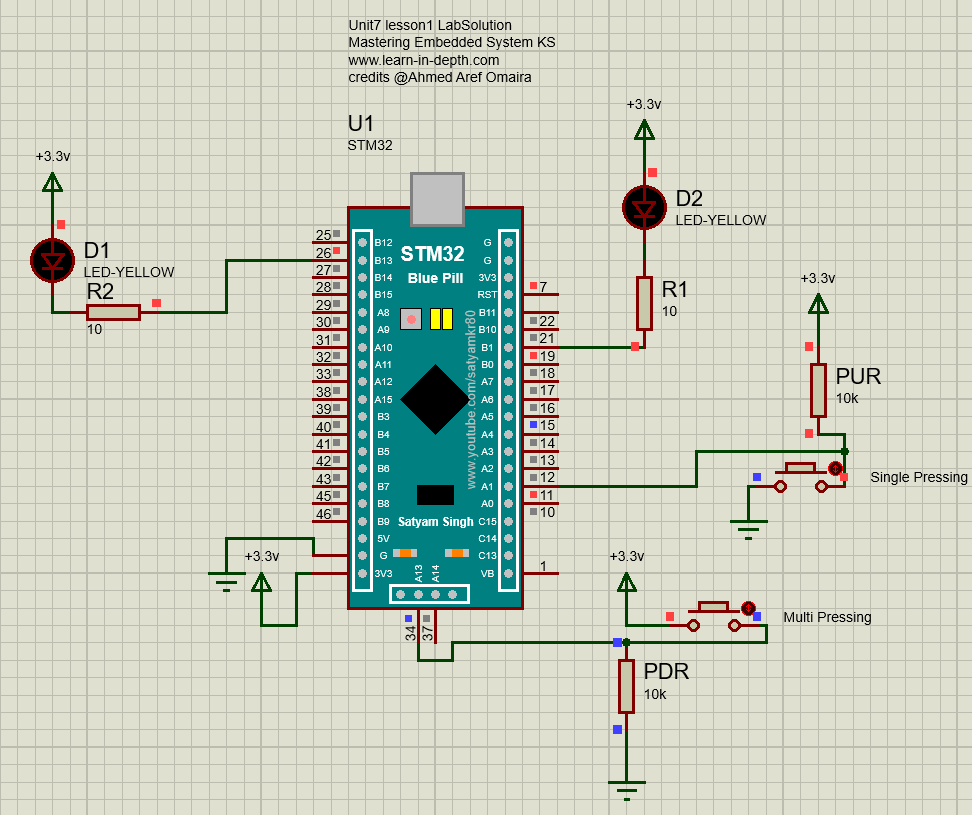 Unit7 lesson1 LabSolution
Mastering Embedded System KS
www.learn-in-depth.com
credits @Ahmed Aref Omaira
+3.3v
U1
STM32
+3.3v
D1
LED-YELLOW
R2
10
D2
LED-YELLOW
R1
10
+3.3v
PUR
10k
Single Pressing
STM32
Blue Pill
www.youtube.com/satyamkr80
Satyam Singh
25 B12
26 B13
27 B14
28 B15
29 A8
30 A9
31 A10
32 A11
33 A12
38 A15
39 B3
40 B4
41 B5
42 B6
43 B7
45 B8
46 B9
5V
G
3V3
G
G
3V3
RST 7
B11 22
B10 21
B1 19
B0 18
A7 17
A6 16
A5 15
A4 14
A3 13
A2 12
A1 11
A0 10
C15
C14
C13
VB 1
A13
A14
34
37
+3.3v
+3.3v
Multi Pressing
PDR
10k